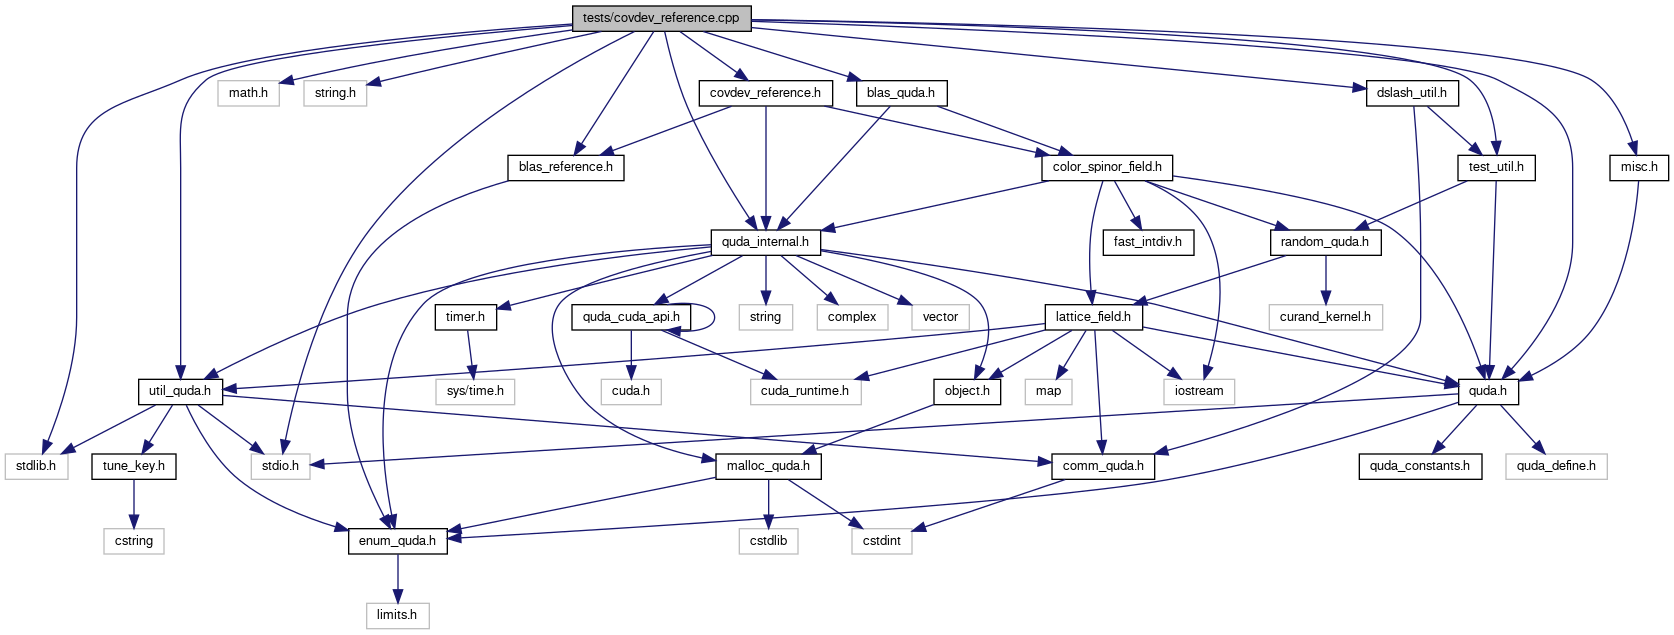 tests/covdev_reference.cpp
math.h
string.h
covdev_reference.h
blas_quda.h
dslash_util.h
blas_reference.h
color_spinor_field.h
test_util.h
misc.h
quda_internal.h
fast_intdiv.h
random_quda.h
timer.h
quda_cuda_api.h
string
complex
vector
lattice_field.h
curand_kernel.h
util_quda.h
sys/time.h
cuda.h
cuda_runtime.h
object.h
map
iostream
quda.h
stdlib.h
tune_key.h
stdio.h
malloc_quda.h
comm_quda.h
quda_constants.h
quda_define.h
cstring
enum_quda.h
cstdlib
cstdint
limits.h